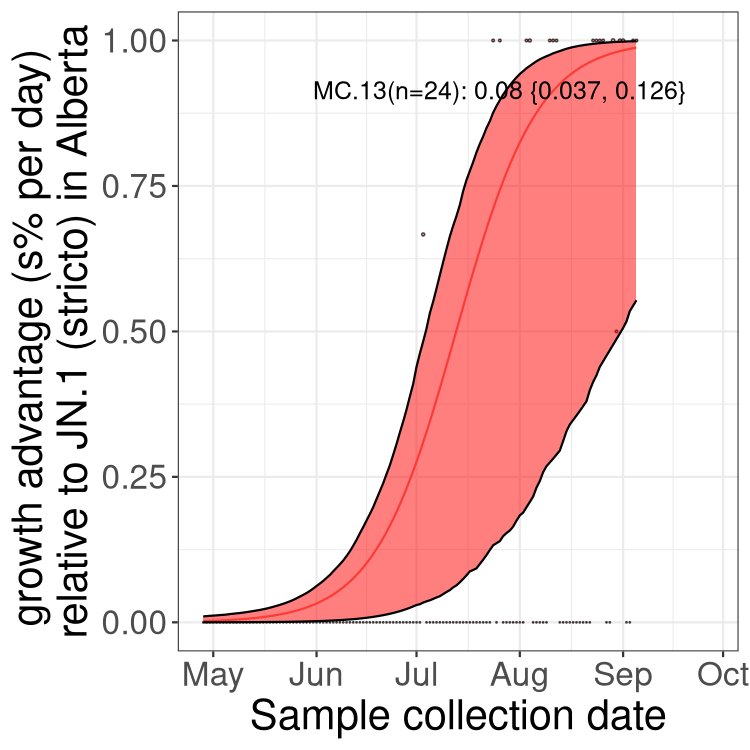 growth advantage (s% per day)
relative to JN.1 (stricto) in Alberta
1.00
0.75
0.50
0.25
0.00
MC.13(n=24): 0.08 {0.037, 0.126}
May Jun Jul Aug Sep Oct
Sample collection date